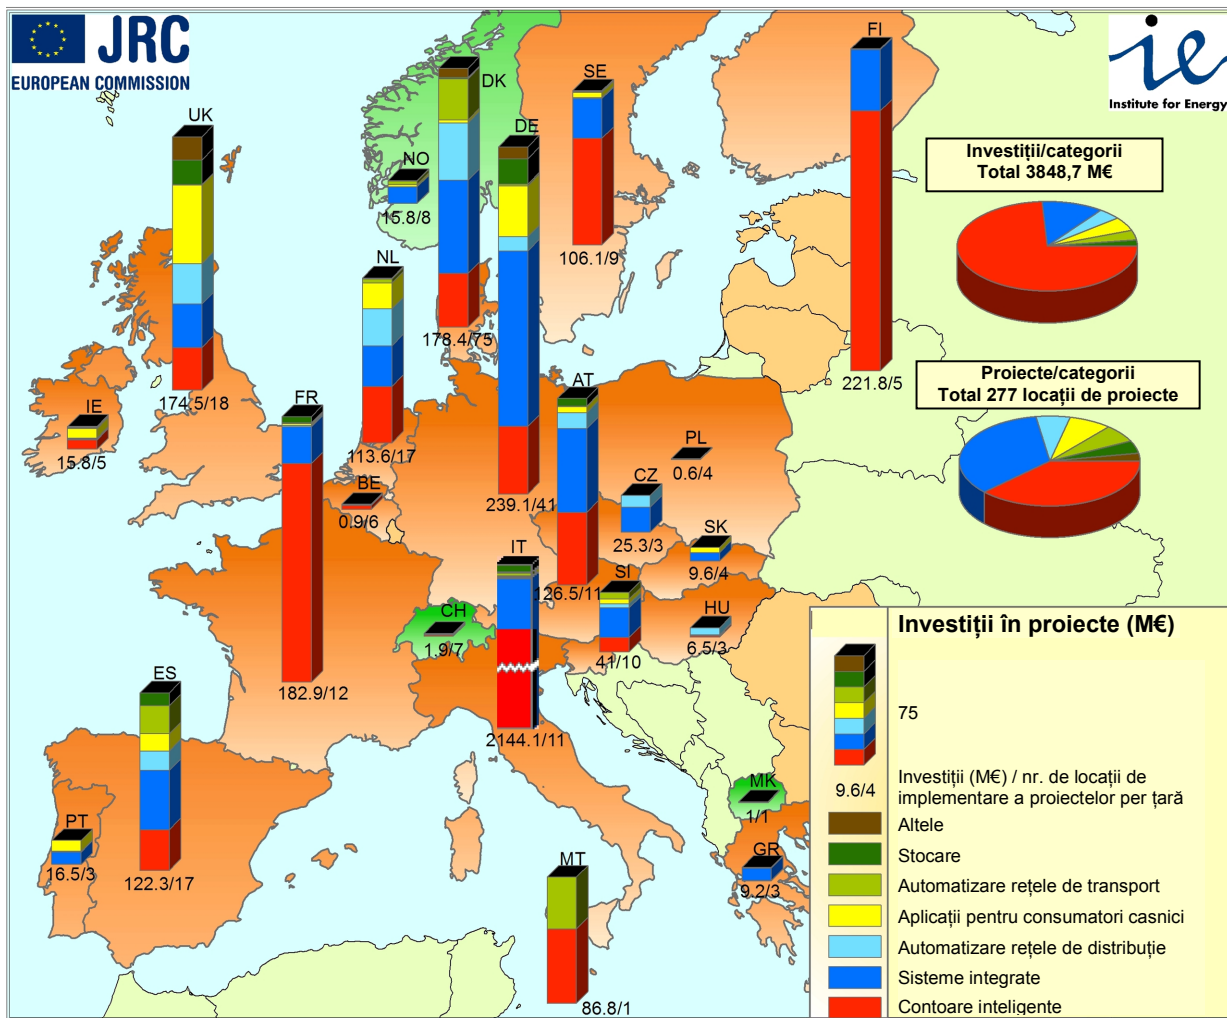 JRC
EUROPEAN COMMISSION
ie
Institute for Energy
FI
221.8/5
SE
106.1/9
DK
178.4/75
UK
174.5/18
DE
239.1/41
NO
15.8/8
NL
113.6/17
IE
15.8/5
FR
182.9/12
BE
0.9/6
AT
126.5/11
PL
0.6/4
CZ
25.3/3
SK
9.6/4
IT
2144.1/11
SI
41/10
HU
6.5/3
CH
1.9/7
ES
122.3/17
PT
16.5/3
MT
86.8/1
MK
1/1
GR
9.2/3
Investiții/categorii
Total 3848,7 M€
Proiecte/categorii
Total 277 locații de proiecte
Investiții în proiecte (M€)
75
9.6/4
Investiții (M€) / nr. de locații de
implementare a proiectelor per țară
Altele
Stocare
Automatizare rețele de transport
Aplicații pentru consumatori casnici
Automatizare rețele de distribuție
Sisteme integrate
Contoare inteligente